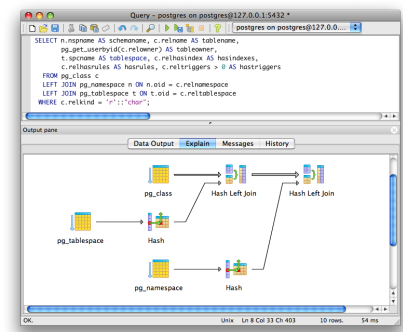 Query - postgres on postgres@127.0.0.1:5432 *
postgres on postgres@127.0.0.1:5432
SELECT n.nspname AS schemaname, c.relname AS tablename,
pg_get_userbyid(c.relowner) AS tableowner,
t.spcname AS tablespace, c.relhasindex AS hasindexes,
c.relhasrules AS hasrules, c.reltriggers > 0 AS hastriggers
FROM pg_class c
LEFT JOIN pg_namespace n ON n.oid = c.relnamespace
LEFT JOIN pg_tablespace t ON t.oid = c.reltablespace
WHERE c.relkind = 'r'::"char";
Output pane
Data Output Explain Messages History
pg_class Hash Left Join Hash Left Join
pg_tablespace Hash
pg_namespace Hash
OK. Unix Ln 8 Col 33 Ch 403 10 rows. 54 ms